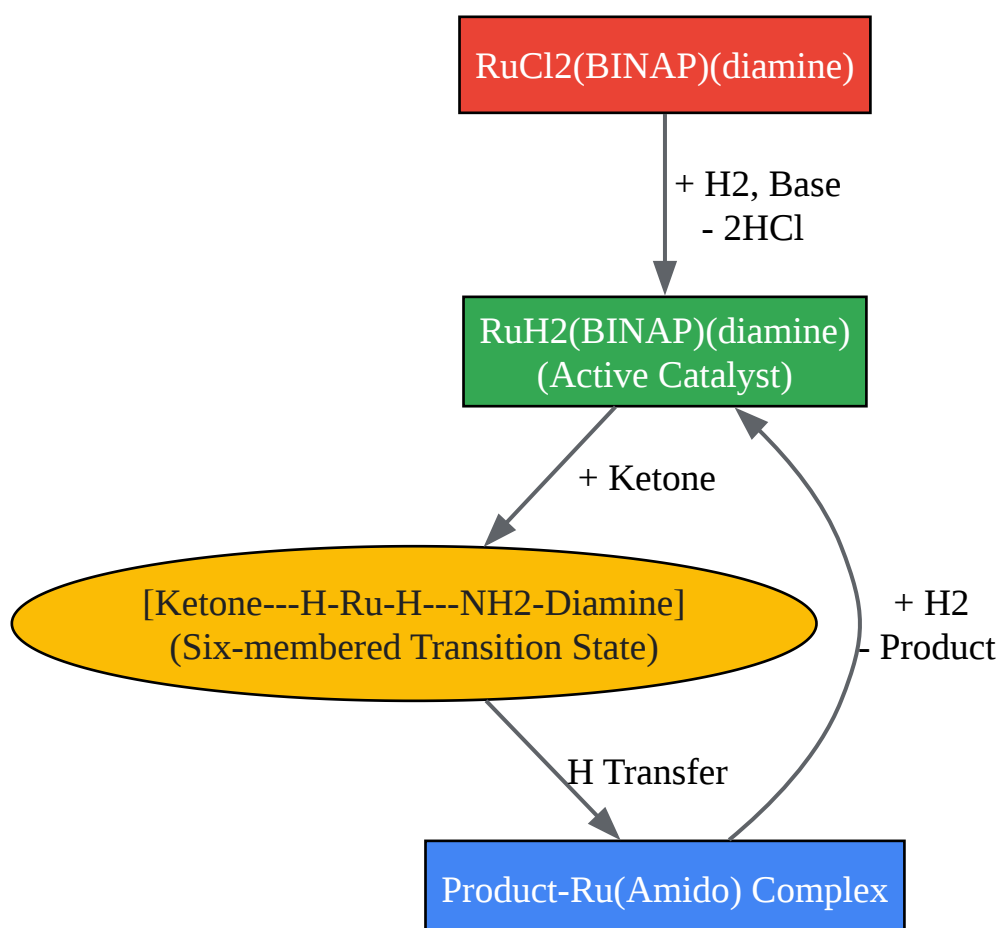 RuCl2(BINAP)(diamine)
+ H2, Base
- 2HCl
RuH2(BINAP)(diamine)
(Active Catalyst)
+ Ketone
[Ketone---H-Ru-H---NH2-Diamine]
(Six-membered Transition State)
+ H2
- Product
H Transfer
Product-Ru(Amido) Complex